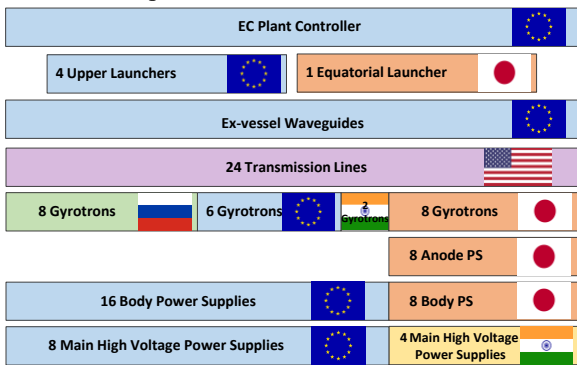 EC Plant Controller
4 Upper Launchers
1 Equatorial Launcher
Ex-vessel Waveguides
24 Transmission Lines
8 Gyrotrons
6 Gyrotrons
2
Gyrotrons
8 Gyrotrons
8 Anode PS
16 Body Power Supplies
8 Body PS
8 Main High Voltage Power Supplies
4 Main High Voltage
Power Supplies